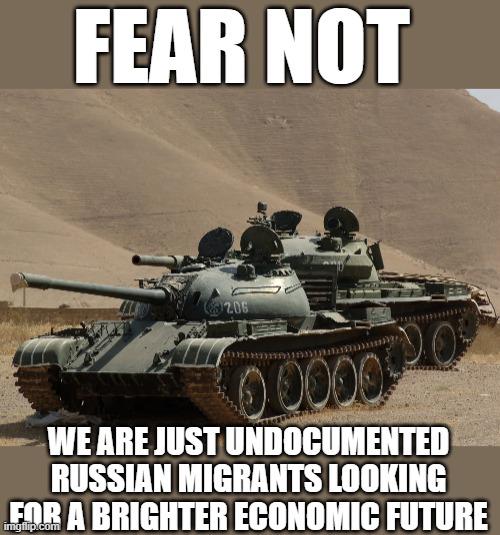 FEAR NOT
206
WE ARE JUST UNDOCUMENTED
RUSSIAN MIGRANTS LOOKING
FOR A BRIGHTER ECONOMIC FUTURE
imgflip.com